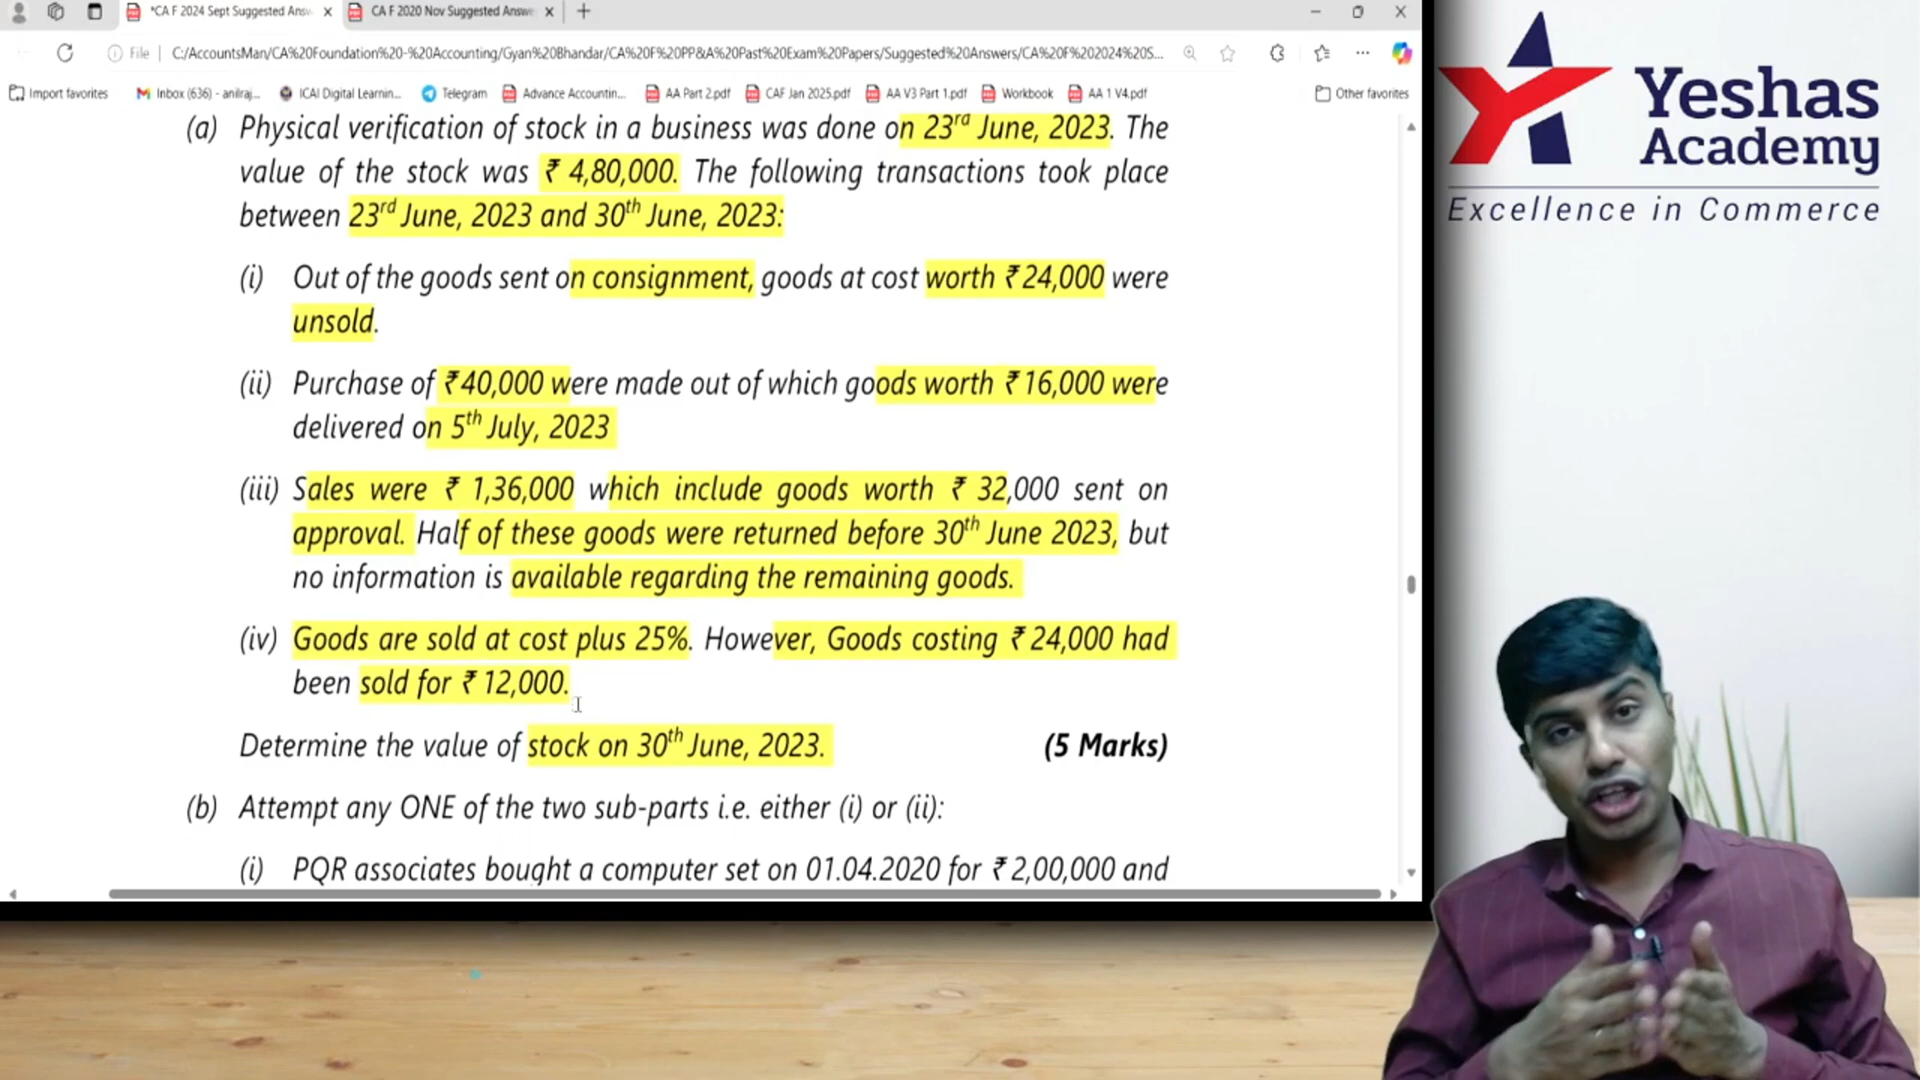 *CA F 2024 Sept Suggested Answ
CA F 2020 Nov Suggested Answe
File
C:/AccountsMan/CA%20Foundation%20-%20Accounting/Gyan%20Bhandar/CA%20F%20PP&A%20Past%20Exam%20Papers/Suggested%20Answers/CA%20F%202024%20S...
Import favorites
Inbox (636) - anilraj...
ICAI Digital Learnin...
Telegram
Advance Accountin...
AA Part 2.pdf
CAF Jan 2025.pdf
AA V3 Part 1.pdf
Workbook
AA 1 V4.pdf
Other favorites
(a) Physical verification of stock in a business was done on 23rd June, 2023. The
value of the stock was ₹ 4,80,000. The following transactions took place
between 23rd June, 2023 and 30th June, 2023:
(i) Out of the goods sent on consignment, goods at cost worth ₹ 24,000 were
unsold.
(ii) Purchase of ₹40,000 were made out of which goods worth ₹ 16,000 were
delivered on 5th July, 2023
(iii) Sales were ₹ 1,36,000 which include goods worth ₹ 32,000 sent on
approval. Half of these goods were returned before 30th June 2023, but
no information is available regarding the remaining goods.
(iv) Goods are sold at cost plus 25%. However, Goods costing ₹ 24,000 had
been sold for ₹ 12,000.
Determine the value of stock on 30th June, 2023. (5 Marks)
(b) Attempt any ONE of the two sub-parts i.e. either (i) or (ii):
(i) PQR associates bought a computer set on 01.04.2020 for ₹ 2,00,000 and
Yeshas
Academy
Excellence in Commerce